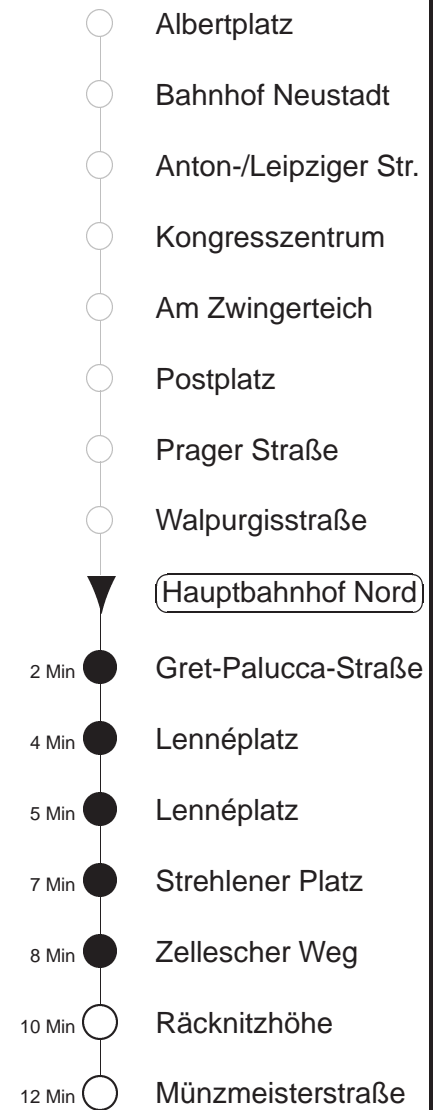 Albertplatz
Bahnhof Neustadt
Anton-/Leipziger Str.
Kongresszentrum
Am Zwingerteich
Postplatz
Prager Straße
Walpurgisstraße
Hauptbahnhof Nord
2 Min Gret-Palucca-Straße
4 Min Lennéplatz
5 Min Lennéplatz
7 Min Strehlener Platz
8 Min Zellescher Weg
10 Min Räcknitzhöhe
12 Min Münzmeisterstraße